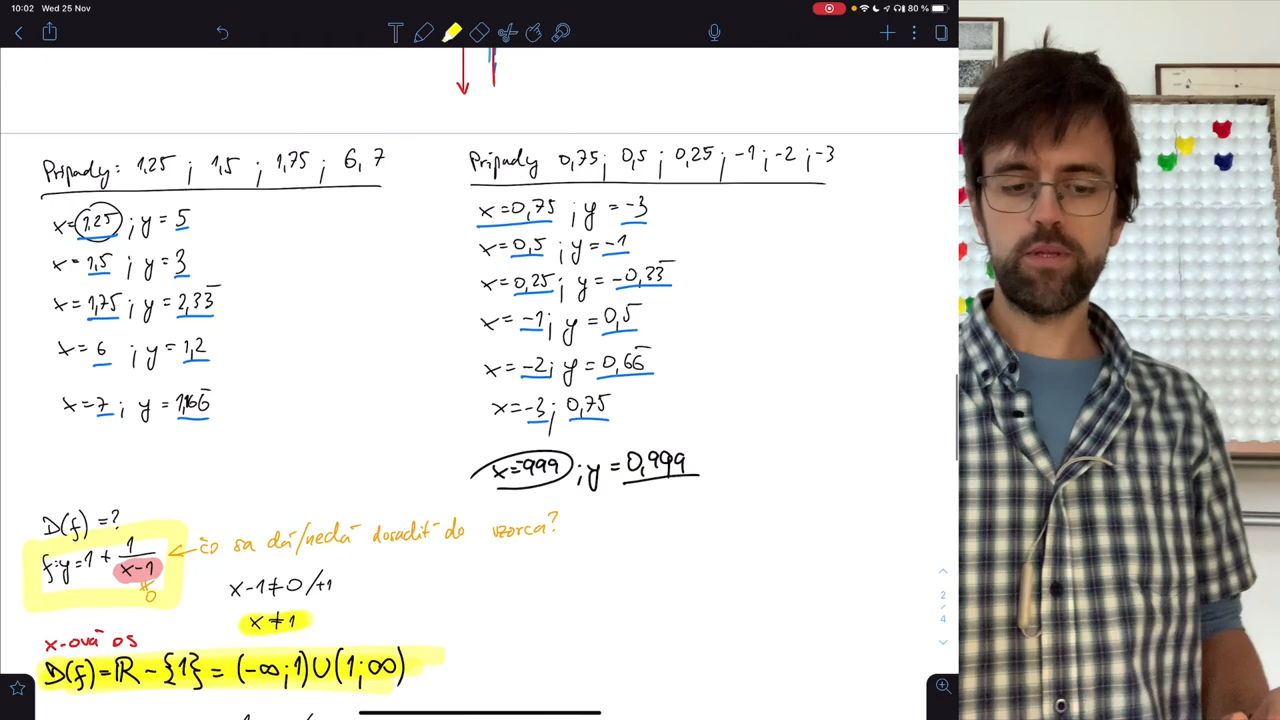 10:02 Wed 25 Nov
80 %
Prípady: 1,25 ; 1,5 ; 1,75 ; 6, 7
x=1,25 ; y = 5
x=1,5 ; y = 3
x=1,75 ; y = 2,33̄
x= 6 ; y = 1,2
x=7 ; y = 1,166̄
Prípady 0,75; 0,5 ; 0,25 ; -1 ; -2 ; -3
x=0,75 ; y = -3
x=0,5 ; y = -1
x=0,25 ; y = -0,33̄
x= -1 ; y = 0,5
x= -2 ; y = 0,66̄
x=-3 ; 0,75
x=-999 ; y = 0,999
D(f) = ?
f:y=1 + 1/(x-1)
≠
0
čo sa dá/nedá dosadiť do vzorca?
x-1≠0 /+1
x ≠ 1
x-ová os
D(f)=ℝ-{1} = (-∞;1)∪(1;∞)
2
/
4